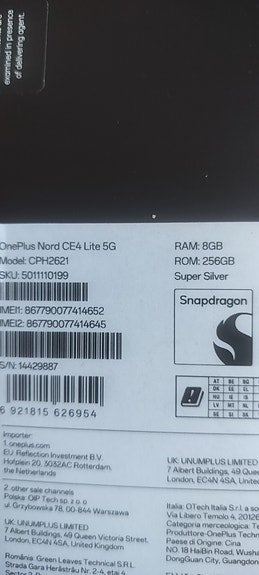 examined in presence
of delivering agent.
OnePlus Nord CE4 Lite 5G
Model: CPH2621
SKU: 5011110199
IMEI1: 867790077414652
IMEI2: 867790077414645
S/N: 14429887
6 921815 626954
RAM: 8GB
ROM: 256GB
Super Silver
Snapdragon
AT BE BG
Importer:
1. oneplus.com
EU: Reflection Investment B.V.
Hofplein 20, 3032AC Rotterdam,
the Netherlands
2. other sale channels
Polska: OIP Tech sp. z o. o
ul. Grzybowska 78, 00-844 Warszawa
UK: UNUMPLUS LIMITED
7 Albert Buildings, 49 Queen Victoria Street,
London, EC4N 4SA, United Kingdom
România: Green Leaves Technical S.R.L.
Strada Gara Herăstrău Nr. 2-4, etaj 4
UK: UNUMPLUS LIMITED
7 Albert Buildings, 49 Queen
London, EC4N 4SA, United
Italia: OTech Italia S.r.l. a so
Via Libero Temolo 4, 20126
Categoria merceologica: Te
Produttore-OnePlus Techn
Paese di Origine: Cina
NO. 18 HaiBin Road, Wusha
DongGuan City, Guangdon